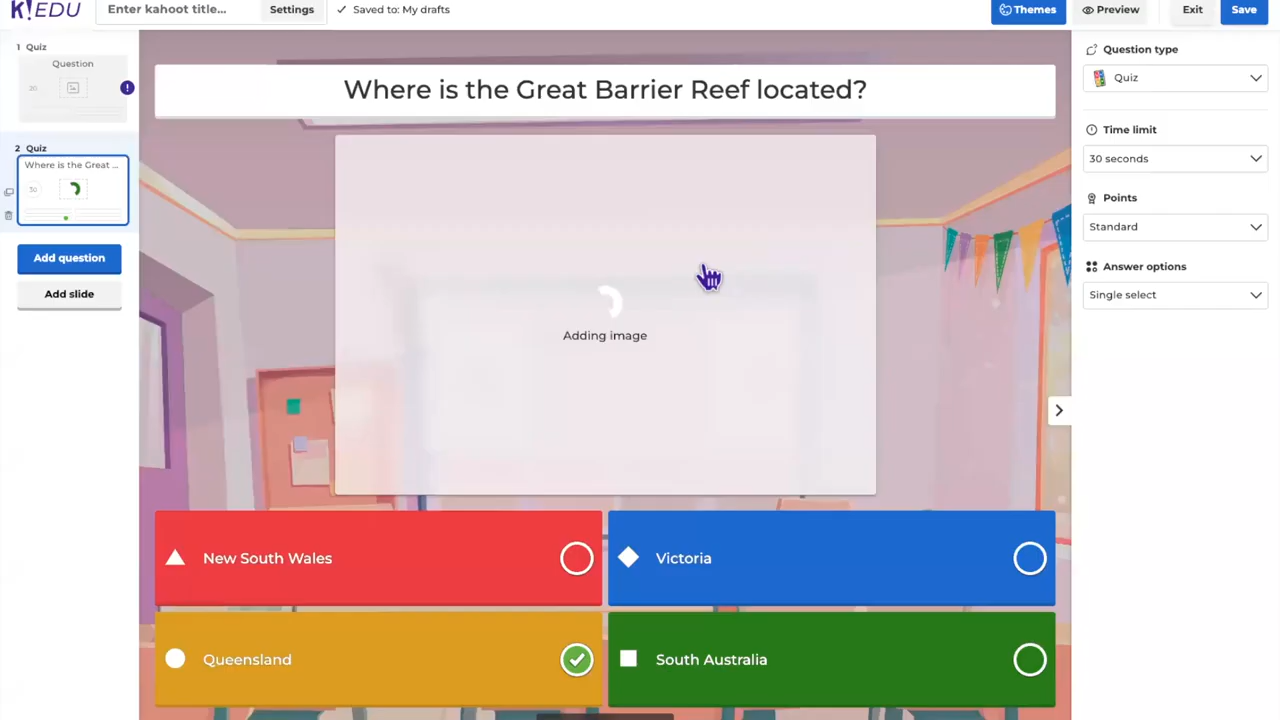 K!EDU
Enter kahoot title...
Settings
Saved to: My drafts
Themes
Preview
Exit
Save
1 Quiz
Question
20
!
2 Quiz
Where is the Great ...
30
Add question
Add slide
Where is the Great Barrier Reef located?
Adding image
New South Wales
Victoria
Queensland
South Australia
Question type
Quiz
Time limit
30 seconds
Points
Standard
Answer options
Single select